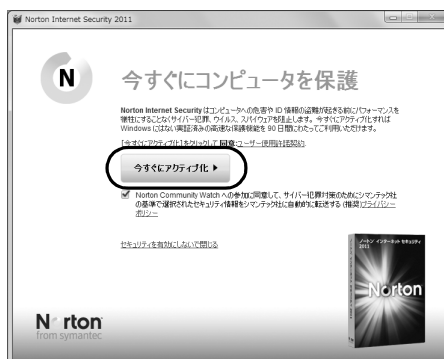 Norton Internet Security 2011
N
今すぐにコンピュータを保護
Norton Internet Security はコンピュータへの危害や ID 情報の盗難が起きる前にパフォーマンスを
犠牲にすることなくサイバー犯罪、ウイルス、スパイウェアを阻止します。今すぐにアクティブ化すれば
Windows にはない実証済みの高速な保護機能を 90 日間にわたってご利用いただけます。
[今すぐにアクティブ化]をクリックして 同意:ユーザー使用許諾契約.
今すぐにアクティブ化 ▶
Norton Community Watch への参加に同意して、サイバー犯罪対策のためにシマンテック社
の基準で選択されたセキュリティ情報をシマンテック社に自動的に転送する (推奨)プライバシー
ポリシー
セキュリティを有効にしないで閉じる
ノートン インターネット セキュリティ
2011
Norton
Norton
from symantec